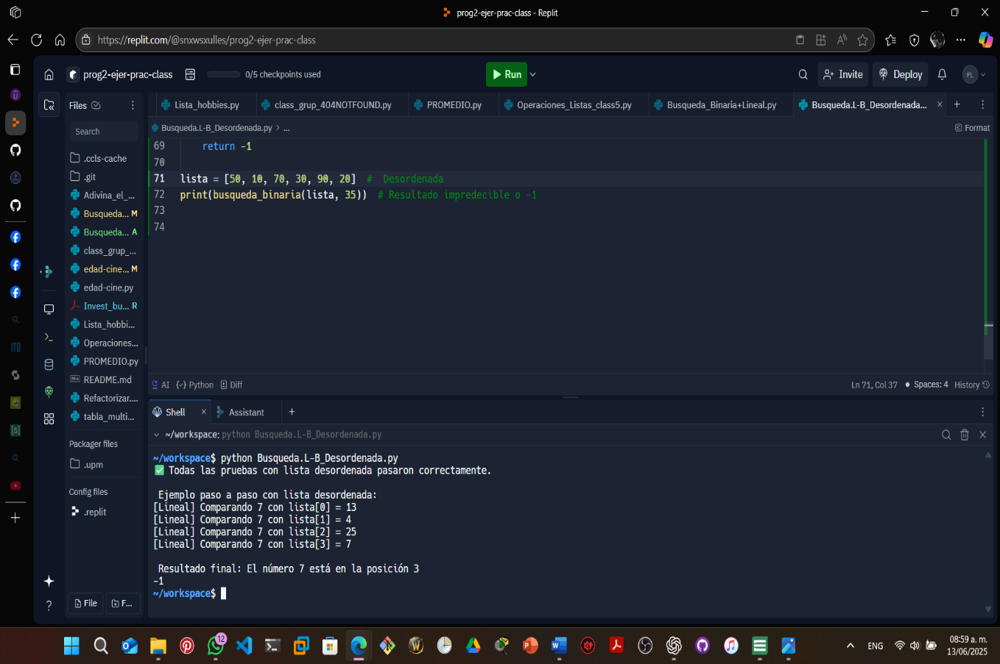 prog2-ejer-prac-class - Replit
https://replit.com/@snxwsxulles/prog2-ejer-prac-class
prog2-ejer-prac-class
0/5 checkpoints used
Run
Invite
Deploy
FL
Files
Search
.ccls-cache
.git
Adivina_el_...
Busqueda... M
Busqueda... A
class_grup_...
edad-cine... M
edad-cine.py
Invest_bu... R
Lista_hobbi...
Operaciones...
PROMEDIO.py
README.md
Refactorizar....
tabla_multi...
Packager files
.upm
Config files
.replit
File
F...
Lista_hobbies.py
class_grup_404NOTFOUND.py
PROMEDIO.py
Operaciones_Listas_class5.py
Busqueda_Binaria+Lineal.py
Busqueda.L-B_Desordenada...
Busqueda.L-B_Desordenada.py > ...
Format
69 return -1
70
71 lista = [50, 10, 70, 30, 90, 20] # Desordenada
72 print(busqueda_binaria(lista, 35)) # Resultado impredecible o -1
73
74
AI
Python
Diff
Ln 71, Col 37
Spaces: 4
History
Shell
Assistant
~/workspace: python Busqueda.L-B_Desordenada.py
~/workspace$ python Busqueda.L-B_Desordenada.py
✅ Todas las pruebas con lista desordenada pasaron correctamente.
Ejemplo paso a paso con lista desordenada:
[Lineal] Comparando 7 con lista[0] = 13
[Lineal] Comparando 7 con lista[1] = 4
[Lineal] Comparando 7 con lista[2] = 25
[Lineal] Comparando 7 con lista[3] = 7
Resultado final: El número 7 está en la posición 3
-1
~/workspace$
12
ENG
08:59 a. m.
13/06/2025